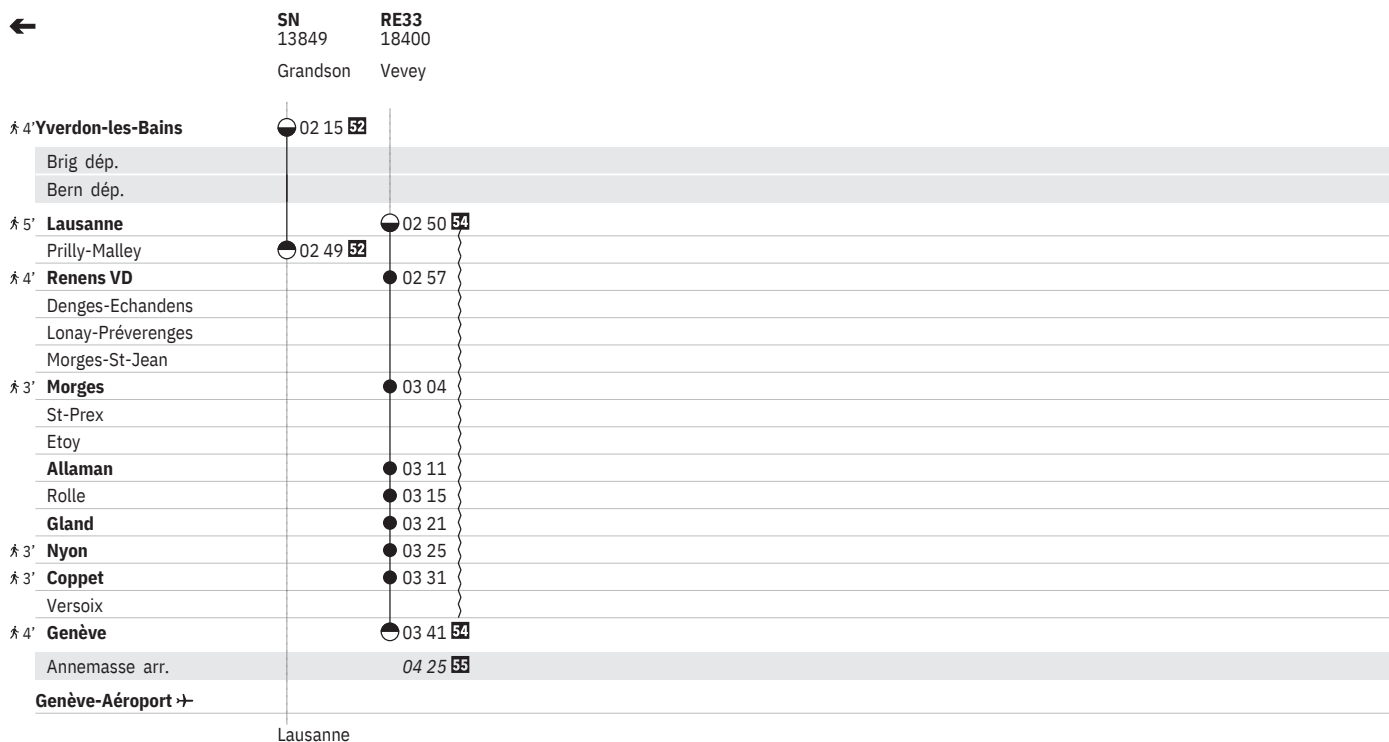 SN RE33
13849 18400
Grandson Vevey
4’ Yverdon-les-Bains 02 15 52
Brig dép.
Bern dép.
5’ Lausanne 02 50 54
Prilly-Malley 02 49 52
4’ Renens VD 02 57
Denges-Echandens
Lonay-Préverenges
Morges-St-Jean
3’ Morges 03 04
St-Prex
Etoy
Allaman 03 11
Rolle 03 15
Gland 03 21
3’ Nyon 03 25
3’ Coppet 03 31
Versoix
4’ Genève 03 41 54
Annemasse arr. 04 25 55
Genève-Aéroport
Lausanne